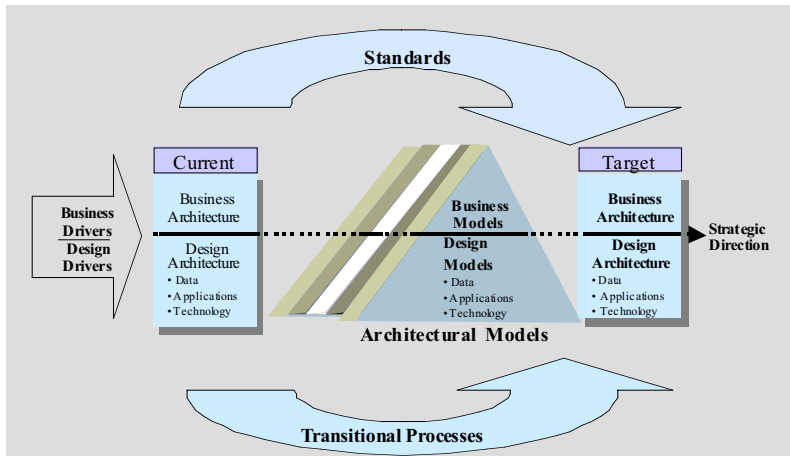 Standards
Current
Business
Architecture
Design
Architecture
• Data
• Applications
• Technology
Business
Drivers
Design
Drivers
Business
Models
Design
Models
• Data
• Applications
• Technology
Architectural Models
Target
Business
Architecture
Design
Architecture
• Data
• Applications
• Technology
Strategic
Direction
Transitional Processes